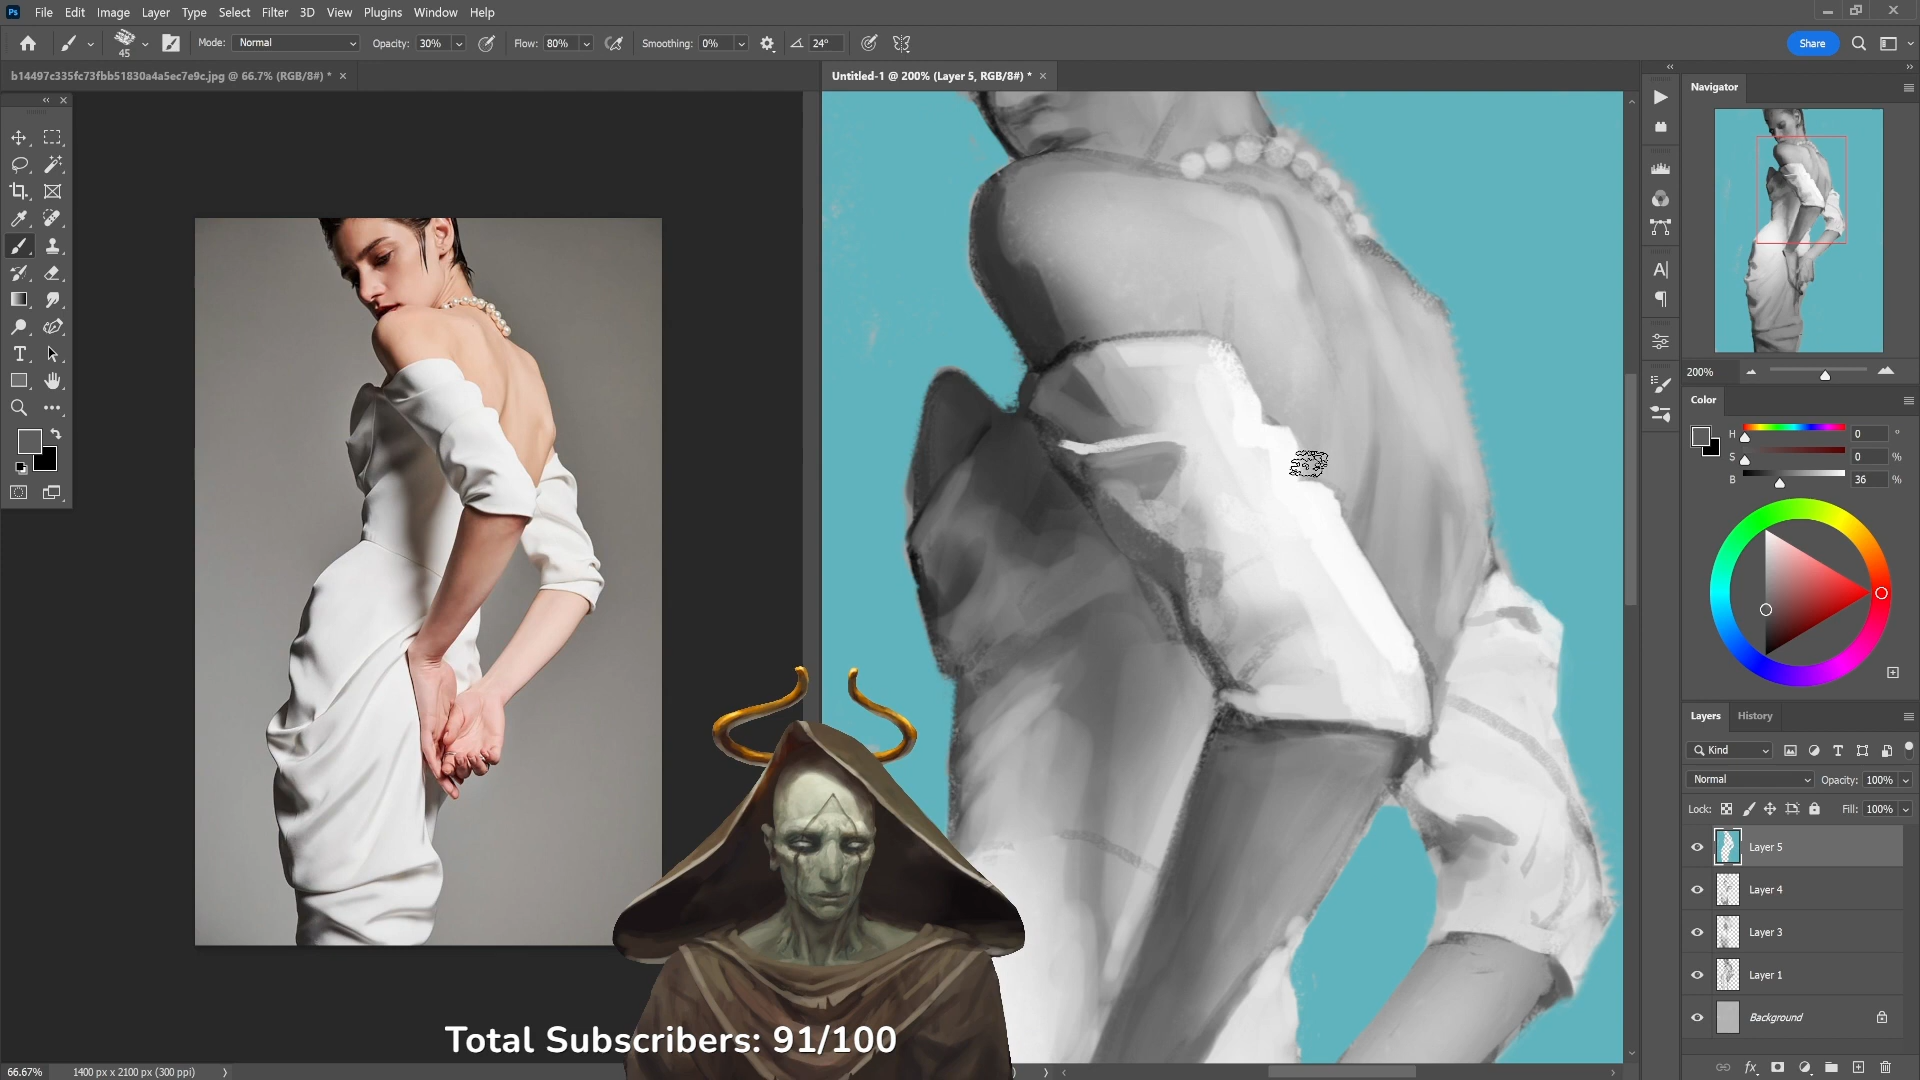 Ps File Edit Image Layer Type Select Filter 3D View Plugins Window Help
45 Mode: Normal Opacity: 30% Flow: 80% Smoothing: 0% 24° Share
b14497c335fc73fbb51830a4a5ec7e9c.jpg @ 66.7% (RGB/8#) * ×
Untitled-1 @ 200% (Layer 5, RGB/8#) * ×
Navigator
200%
Color
H 0 °
S 0 %
B 36 %
Layers History
Kind
Normal Opacity: 100%
Lock: Fill: 100%
Layer 5
Layer 4
Layer 3
Layer 1
Background
Total Subscribers: 91/100
66.67% 1400 px x 2100 px (300 ppi)